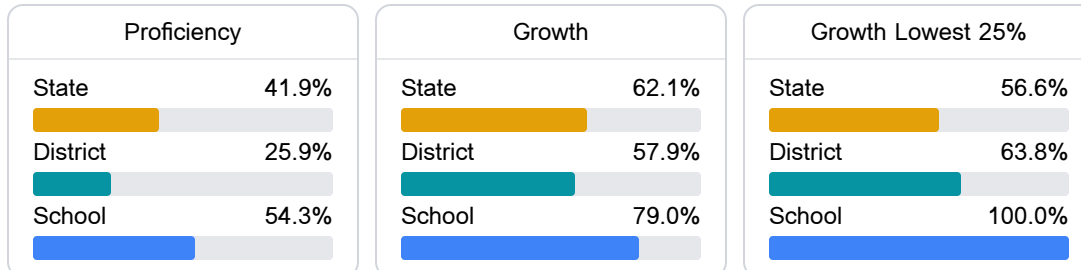 Proficiency
State 41.9%
District 25.9%
School 54.3%
Growth
State 62.1%
District 57.9%
School 79.0%
Growth Lowest 25%
State 56.6%
District 63.8%
School 100.0%